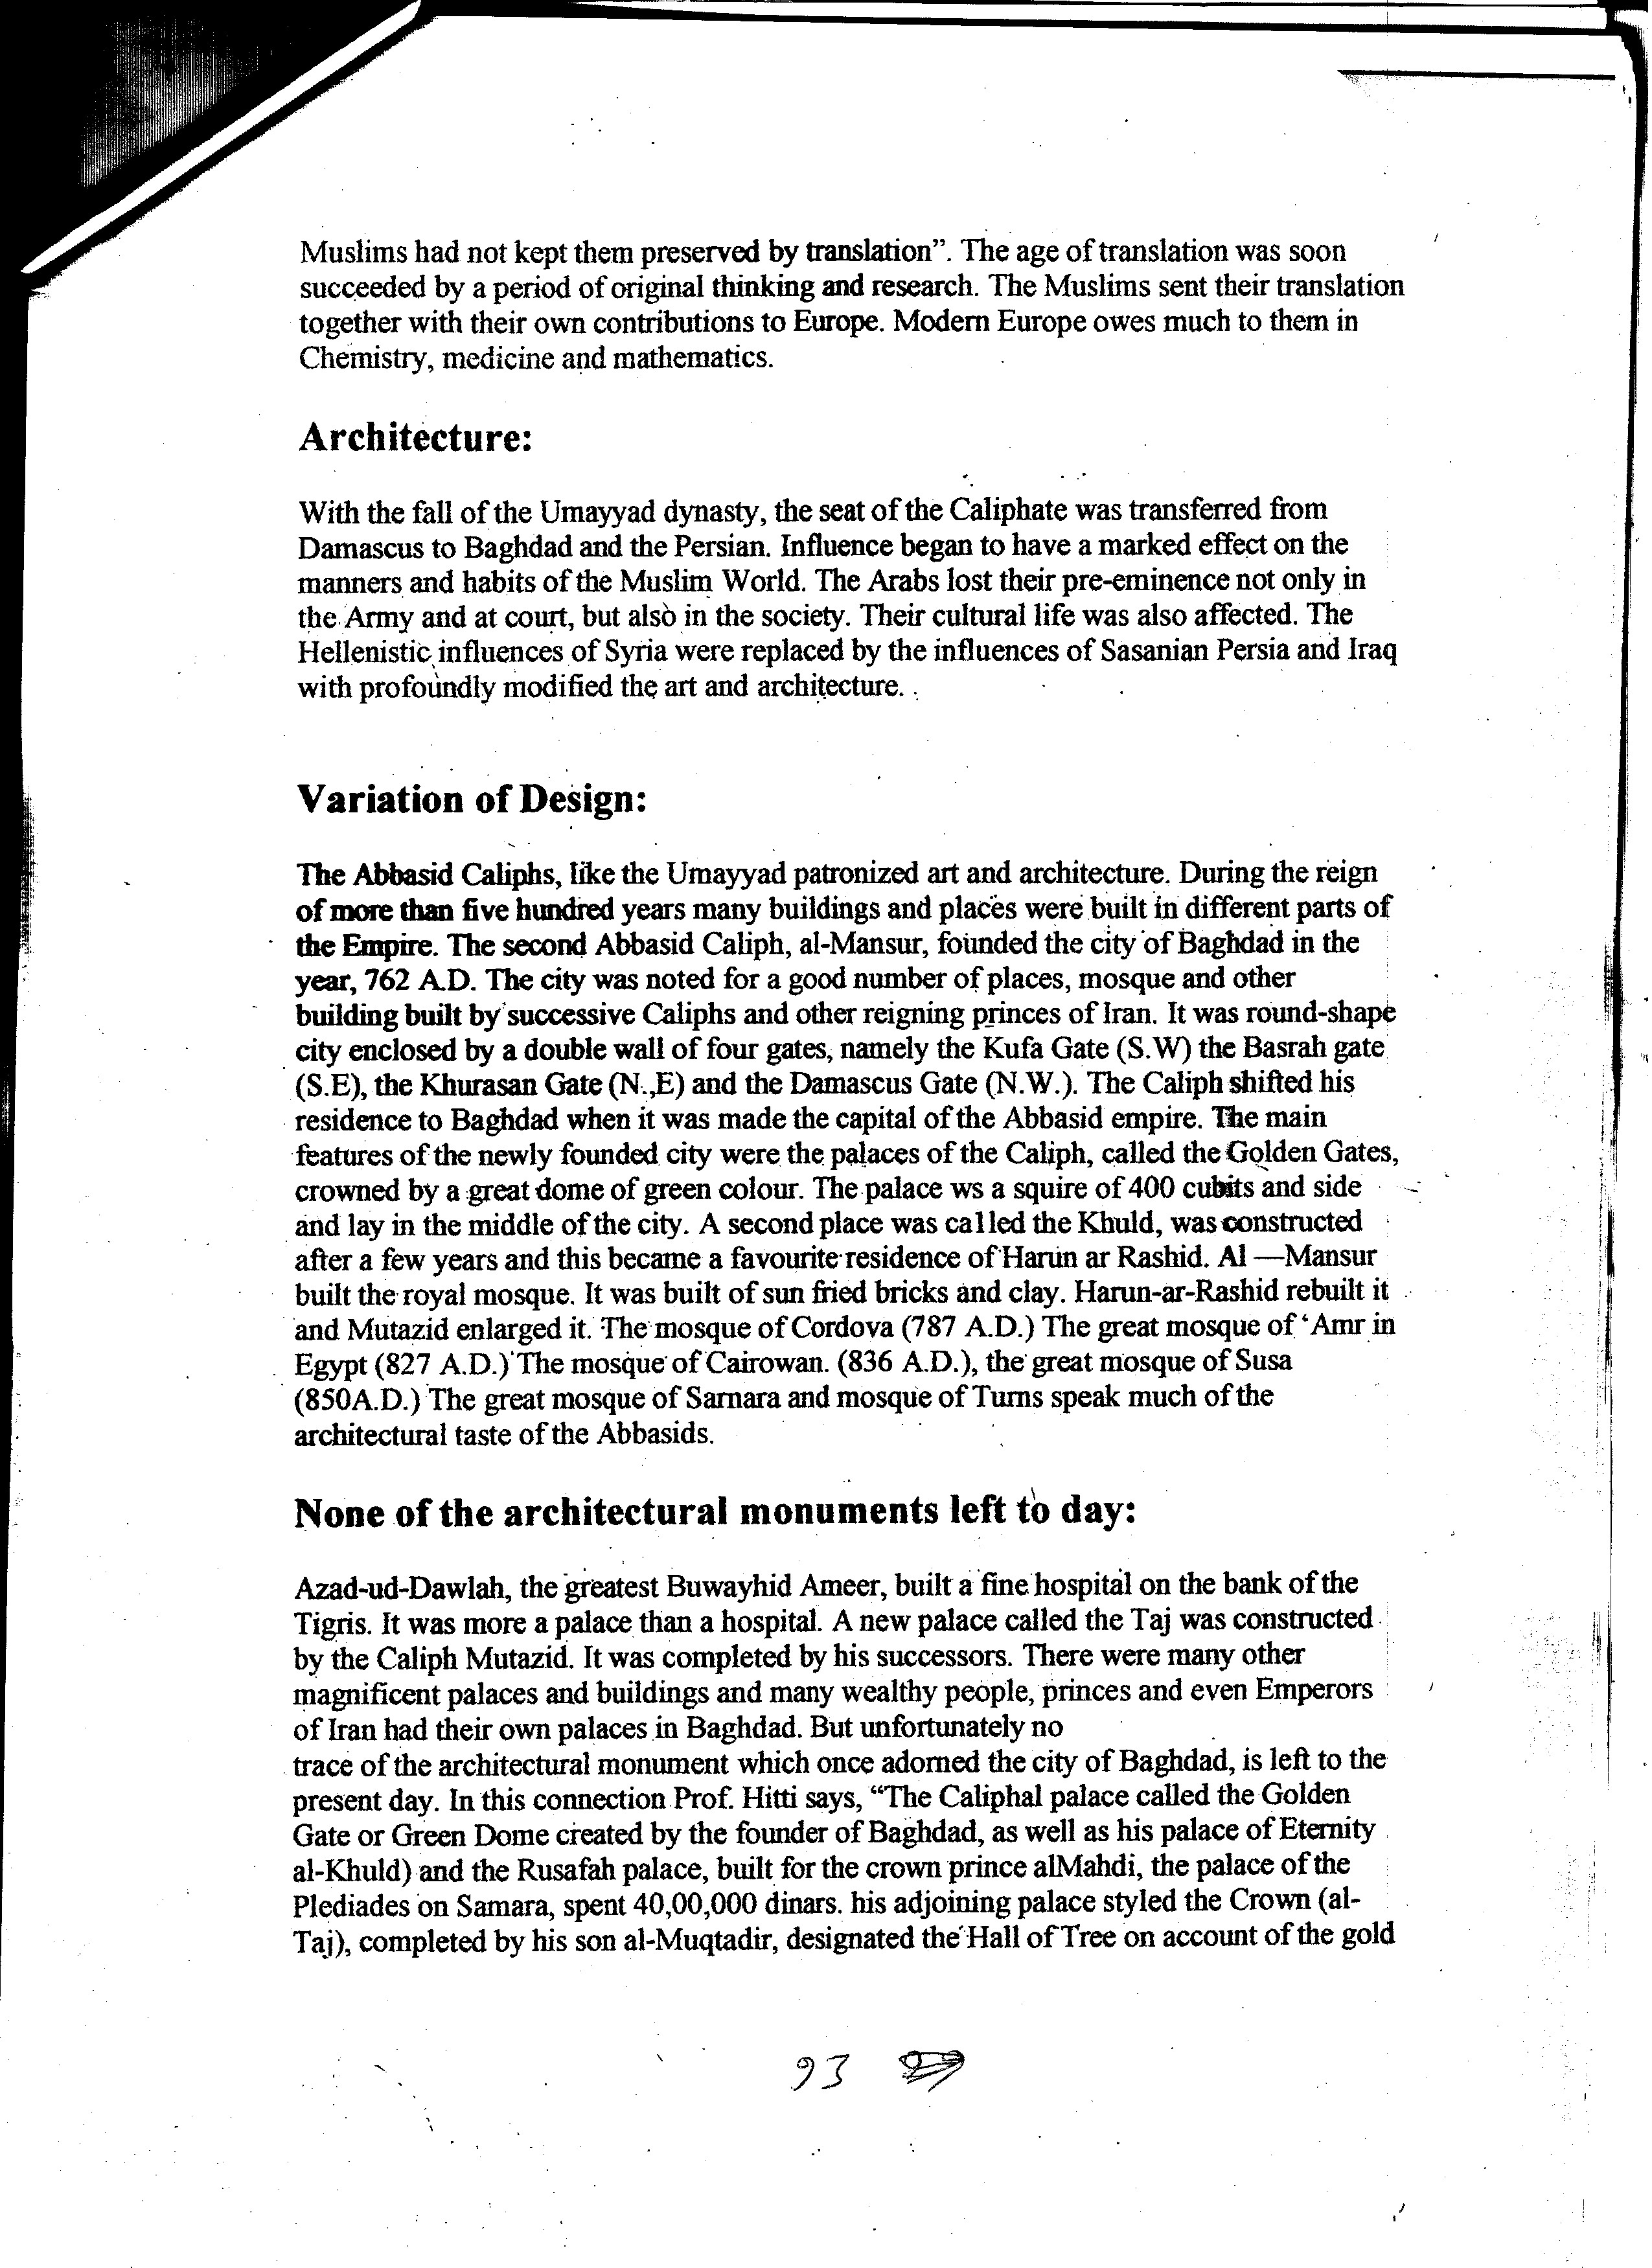 Muslims had not kept them preserved by translation”. The age of translation was soon
succeeded by a period of original thinking and research. The Muslims sent their translation
together with their own contributions to Europe. Modern Europe owes much to them in
Chemistry, medicine and mathematics.
Architecture:
With the fall of the Umayyad dynasty, the seat of the Caliphate was transferred from
Damascus to Baghdad and the Persian. Influence began to have a marked effect on the
manners and habits of the Muslim World. The Arabs lost their pre-eminence not only in
the Army and at court, but also in the society. Their cultural life was also affected. The
Hellenistic influences of Syria were replaced by the influences of Sasanian Persia and Iraq
with profoundly modified the art and architecture.
Variation of Design:
The Abbasid Caliphs, like the Umayyad patronized art and architecture. During the reign
of more than five hundred years many buildings and places were built in different parts of
the Empire. The second Abbasid Caliph, al-Mansur, founded the city of Baghdad in the
year, 762 A.D. The city was noted for a good number of places, mosque and other
building built by successive Caliphs and other reigning princes of Iran. It was round-shape
city enclosed by a double wall of four gates, namely the Kufa Gate (S.W) the Basrah gate
(S.E), the Khurasan Gate (N.,E) and the Damascus Gate (N.W.). The Caliph shifted his
residence to Baghdad when it was made the capital of the Abbasid empire. The main
features of the newly founded city were the palaces of the Caliph, called the Golden Gates,
crowned by a great dome of green colour. The palace ws a squire of 400 cubits and side
and lay in the middle of the city. A second place was called the Khuld, was constructed
after a few years and this became a favourite residence of Harun ar Rashid. Al —Mansur
built the royal mosque. It was built of sun fried bricks and clay. Harun-ar-Rashid rebuilt it
and Mutazid enlarged it. The mosque of Cordova (787 A.D.) The great mosque of ‘Amr in
Egypt (827 A.D.) The mosque of Cairowan. (836 A.D.), the great mosque of Susa
(850A.D.) The great mosque of Samara and mosque of Turns speak much of the
architectural taste of the Abbasids.
None of the architectural monuments left to day:
Azad-ud-Dawlah, the greatest Buwayhid Ameer, built a fine hospital on the bank of the
Tigris. It was more a palace than a hospital. A new palace called the Taj was constructed
by the Caliph Mutazid. It was completed by his successors. There were many other
magnificent palaces and buildings and many wealthy people, princes and even Emperors
of Iran had their own palaces in Baghdad. But unfortunately no
trace of the architectural monument which once adorned the city of Baghdad, is left to the
present day. In this connection Prof. Hitti says, “The Caliphal palace called the Golden
Gate or Green Dome created by the founder of Baghdad, as well as his palace of Eternity
al-Khuld) and the Rusafah palace, built for the crown prince alMahdi, the palace of the
Plediades on Samara, spent 40,00,000 dinars. his adjoining palace styled the Crown (al-
Taj), completed by his son al-Muqtadir, designated the Hall of Tree on account of the gold
93